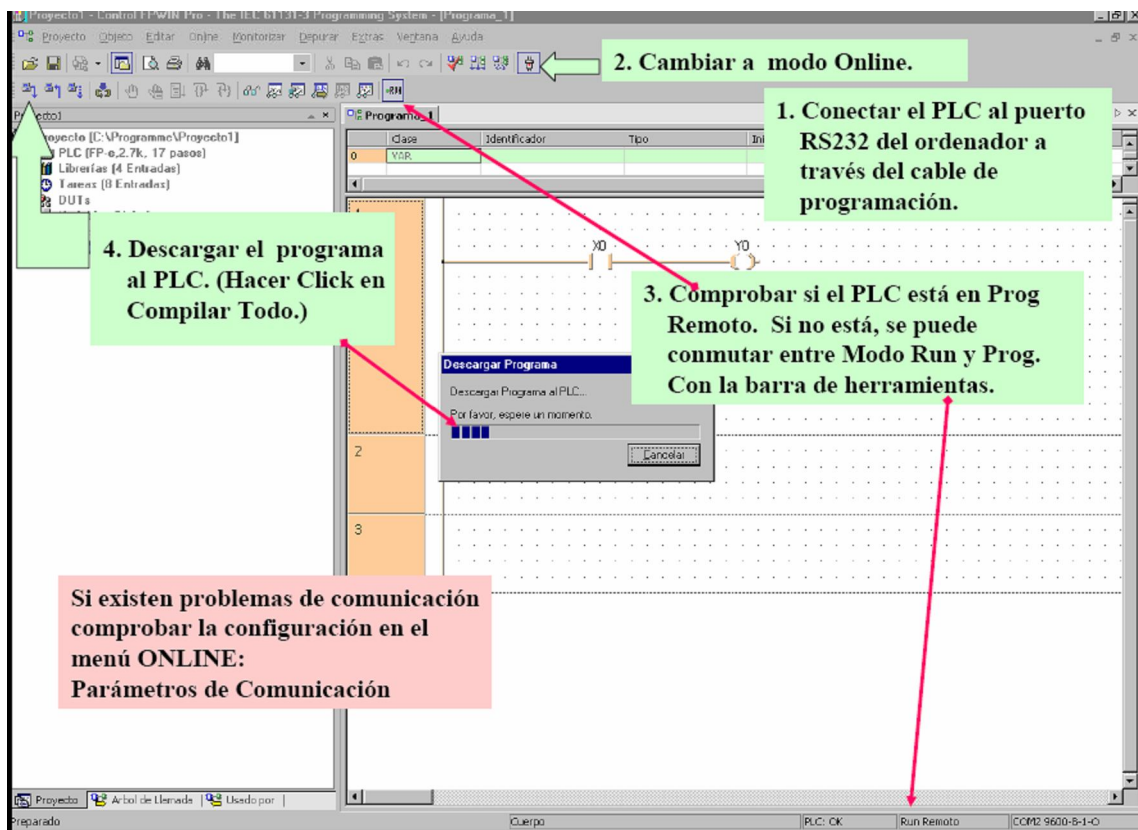 Proyecto1 - Control FPWIN Pro - The IEC 61131-3 Programming System - [Programa_1]
Proyecto Objeto Editar Online Monitorizar Depurar Extras Ventana Ayuda
2. Cambiar a modo Online.
Programa_1
Clase Identificador Tipo
0 VAR
1. Conectar el PLC al puerto
RS232 del ordenador a
través del cable de
programación.
Proyecto [C:\Programme\Proyecto1]
PLC (FP-e,2.7k, 17 pasos)
Librerías (4 Entradas)
Tareas (8 Entradas)
DUTs
X0 Y0
4. Descargar el programa
al PLC. (Hacer Click en
Compilar Todo.)
3. Comprobar si el PLC está en Prog
Remoto. Si no está, se puede
conmutar entre Modo Run y Prog.
Con la barra de herramientas.
Descargar Programa
Descargar Programa al PLC...
Por favor, espere un momento.
Cancelar
2
3
Si existen problemas de comunicación
comprobar la configuración en el
menú ONLINE:
Parámetros de Comunicación
Proyecto Arbol de Llamada Usado por
Preparado Cuerpo PLC: OK Run Remoto COM2 9600-8-1-O